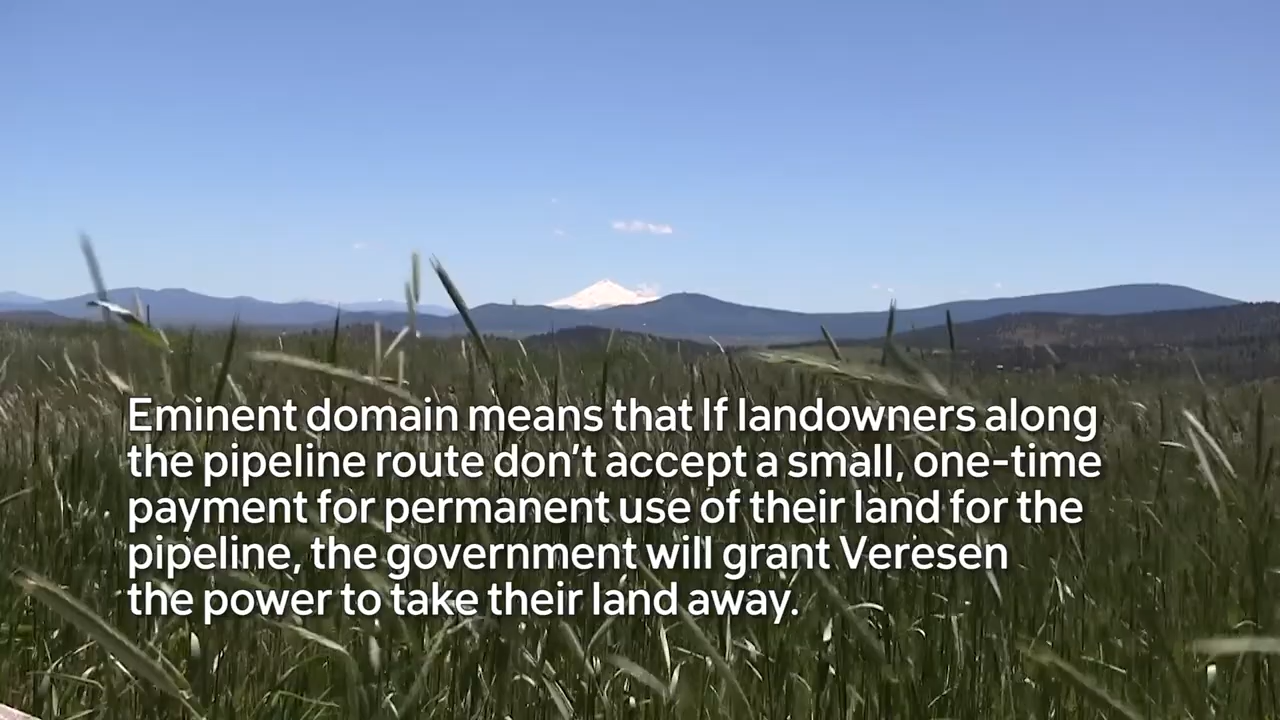 Eminent domain means that If landowners along
the pipeline route don't accept a small, one-time
payment for permanent use of their land for the
pipeline, the government will grant Veresen
the power to take their land away.